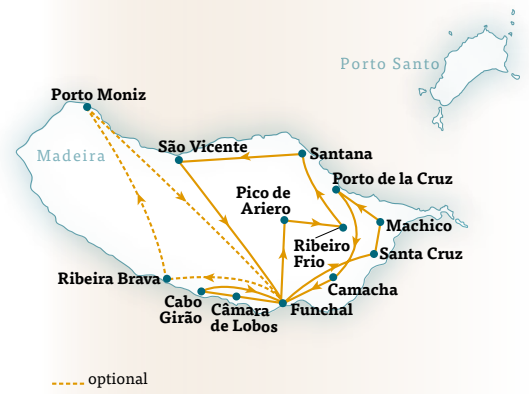 Porto Santo
Porto Moniz
Madeira
São Vicente
Santana
Porto de la Cruz
Pico de
Ariero
Machico
Ribeiro
Frio
Santa Cruz
Ribeira Brava
Camacha
Cabo
Girão
Câmara
de Lobos
Funchal
optional